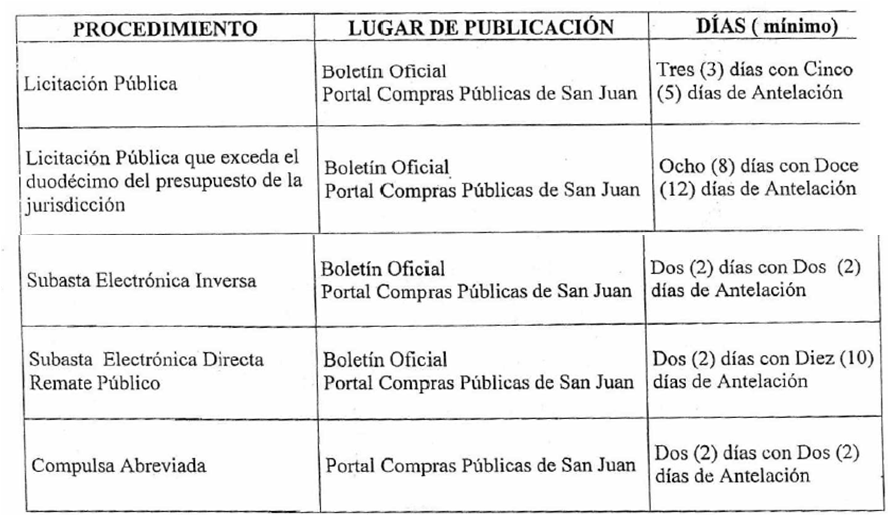 PROCEDIMIENTO LUGAR DE PUBLICACIÓN DÍAS ( mínimo)
Licitación Pública
Boletín Oficial
Portal Compras Públicas de San Juan
Tres (3) días con Cinco
(5) días de Antelación
Licitación Pública que exceda el
duodécimo del presupuesto de la
jurisdicción
Boletín Oficial
Portal Compras Públicas de San Juan
Ocho (8) días con Doce
(12) días de Antelación
Subasta Electrónica Inversa
Boletín Oficial
Portal Compras Públicas de San Juan
Dos (2) días con Dos (2)
días de Antelación
Subasta Electrónica Directa
Remate Público
Boletín Oficial
Portal Compras Públicas de San Juan
Dos (2) días con Diez (10)
días de Antelación
Compulsa Abreviada
Portal Compras Públicas de San Juan
Dos (2) días con Dos (2)
días de Antelación